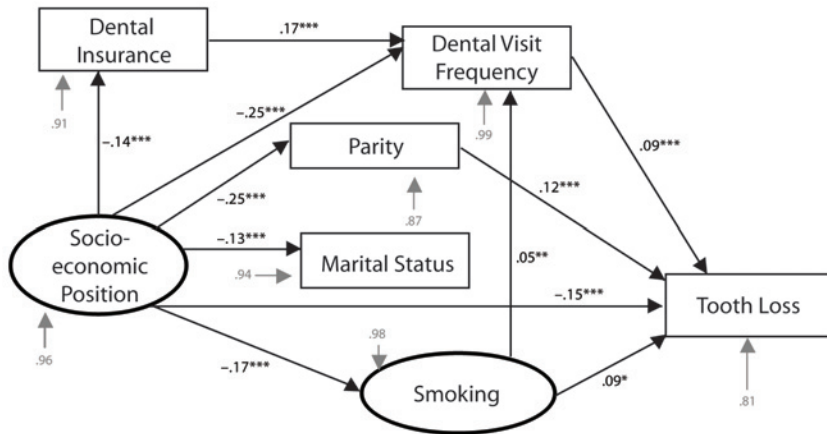 Dental
Insurance
.17***
Dental Visit
Frequency
.91
-.14***
-.25***
.99
Parity
.09***
-.25***
.12***
.87
Socio-
economic
Position
-.13***
.94
Marital Status
.05**
-.15***
Tooth Loss
.96
-.17***
.98
Smoking
.09*
.81